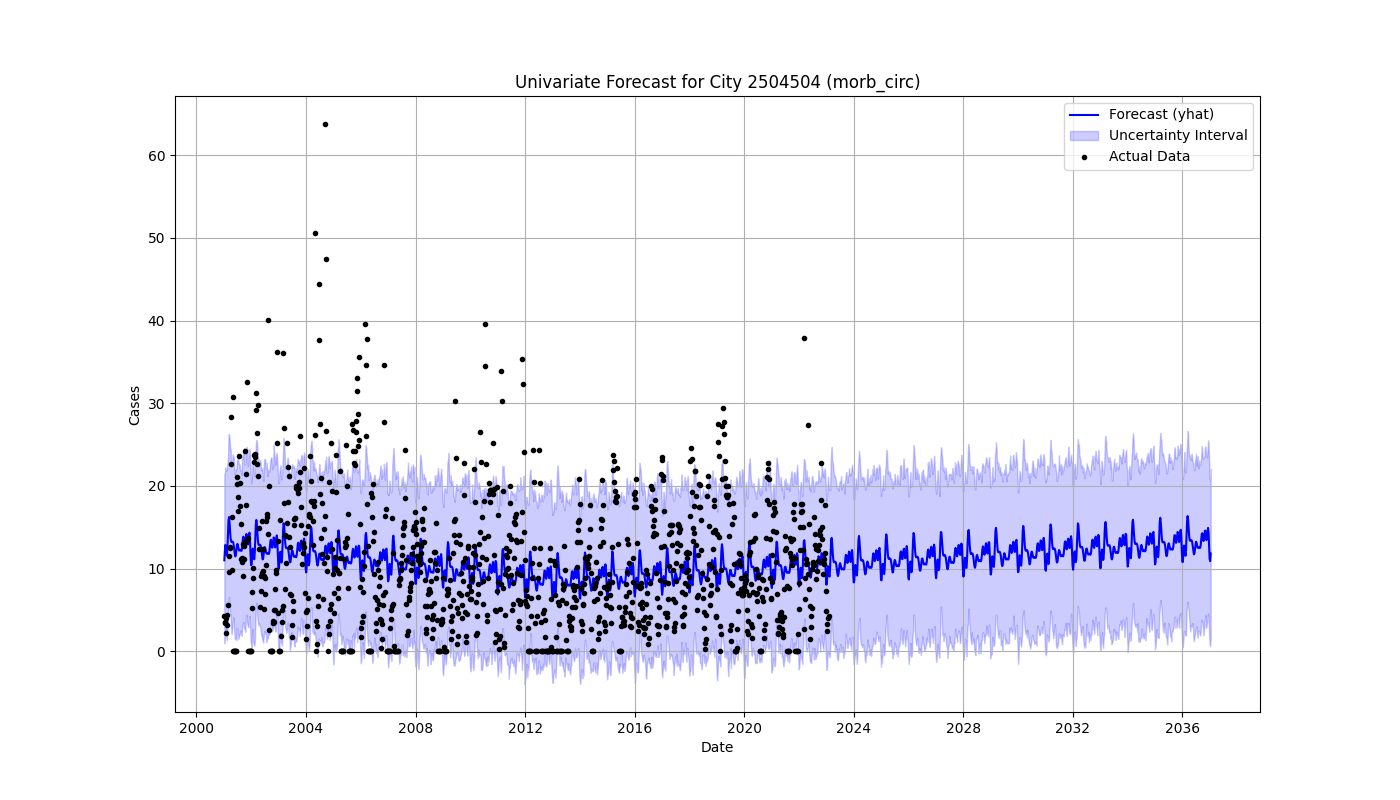 Univariate Forecast for City 2504504 (morb_circ)
Forecast (yhat)
Uncertainty Interval
Actual Data
60
50
40
30
20
10
0
Cases
2000 2004 2008 2012 2016 2020 2024 2028 2032 2036
Date